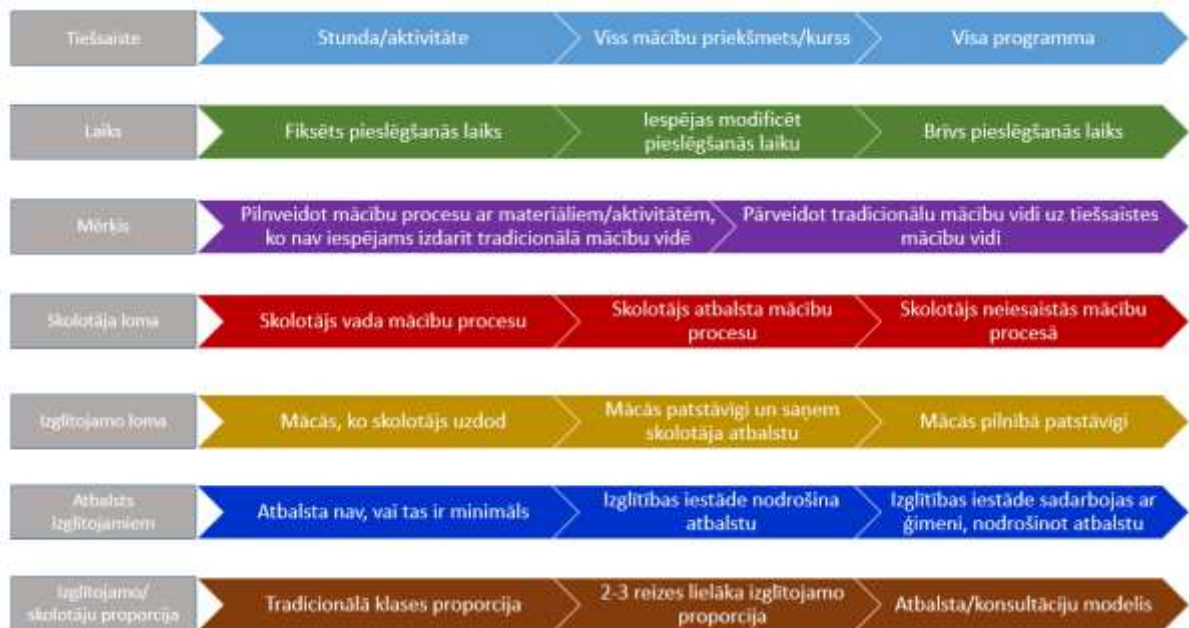 Tiešsaiste
Stunda/aktivitāte
Viss mācību priekšmets/kurss
Visa programma
Laiks
Fiksēts pieslēgšanās laiks
Iespējas modificēt
pieslēgšanās laiku
Brīvs pieslēgšanās laiks
Mērķis
Pilnveidot mācību procesu ar materiāliem/aktivitātēm,
ko nav iespējams izdarīt tradicionālā mācību vidē
Pārveidot tradicionālu mācību vidi uz tiešsaistes
mācību vidi
Skolotāja loma
Skolotājs vada mācību procesu
Skolotājs atbalsta mācību
procesu
Skolotājs neiesaistās mācību
procesā
Izglītojamo loma
Mācās, ko skolotājs uzdod
Mācās patstāvīgi un saņem
skolotāja atbalstu
Mācās pilnībā patstāvīgi
Atbalsts
izglītojamiem
Atbalsta nav, vai tas ir minimāls
Izglītības iestāde nodrošina
atbalstu
Izglītības iestāde sadarbojas ar
ģimeni, nodrošinot atbalstu
Izglītojamo/
skolotāju proporcija
Tradicionālā klases proporcija
2-3 reizes lielāka izglītojamo
proporcija
Atbalsta/konsultāciju modelis